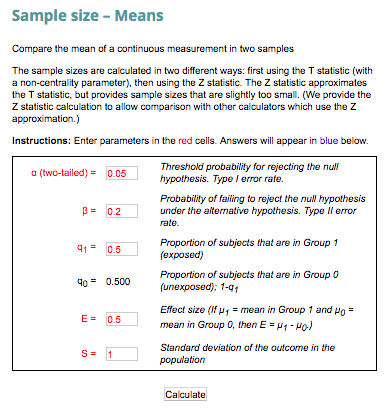 Sample size – Means
Compare the mean of a continuous measurement in two samples
The sample sizes are calculated in two different ways: first using the T statistic (with
a non-centrality parameter), then using the Z statistic. The Z statistic approximates
the T statistic, but provides sample sizes that are slightly too small. (We provide the
Z statistic calculation to allow comparison with other calculators which use the Z
approximation.)
Instructions: Enter parameters in the red cells. Answers will appear in blue below.
α (two-tailed) = 0.05 Threshold probability for rejecting the null
hypothesis. Type I error rate.
β = 0.2 Probability of failing to reject the null hypothesis
under the alternative hypothesis. Type II error
rate.
q1 = 0.5 Proportion of subjects that are in Group 1
(exposed)
q0 = 0.500 Proportion of subjects that are in Group 0
(unexposed); 1-q1
E = 0.5 Effect size (If μ1 = mean in Group 1 and μ0 =
mean in Group 0, then E = μ1 - μ0.)
S = 1 Standard deviation of the outcome in the
population
Calculate